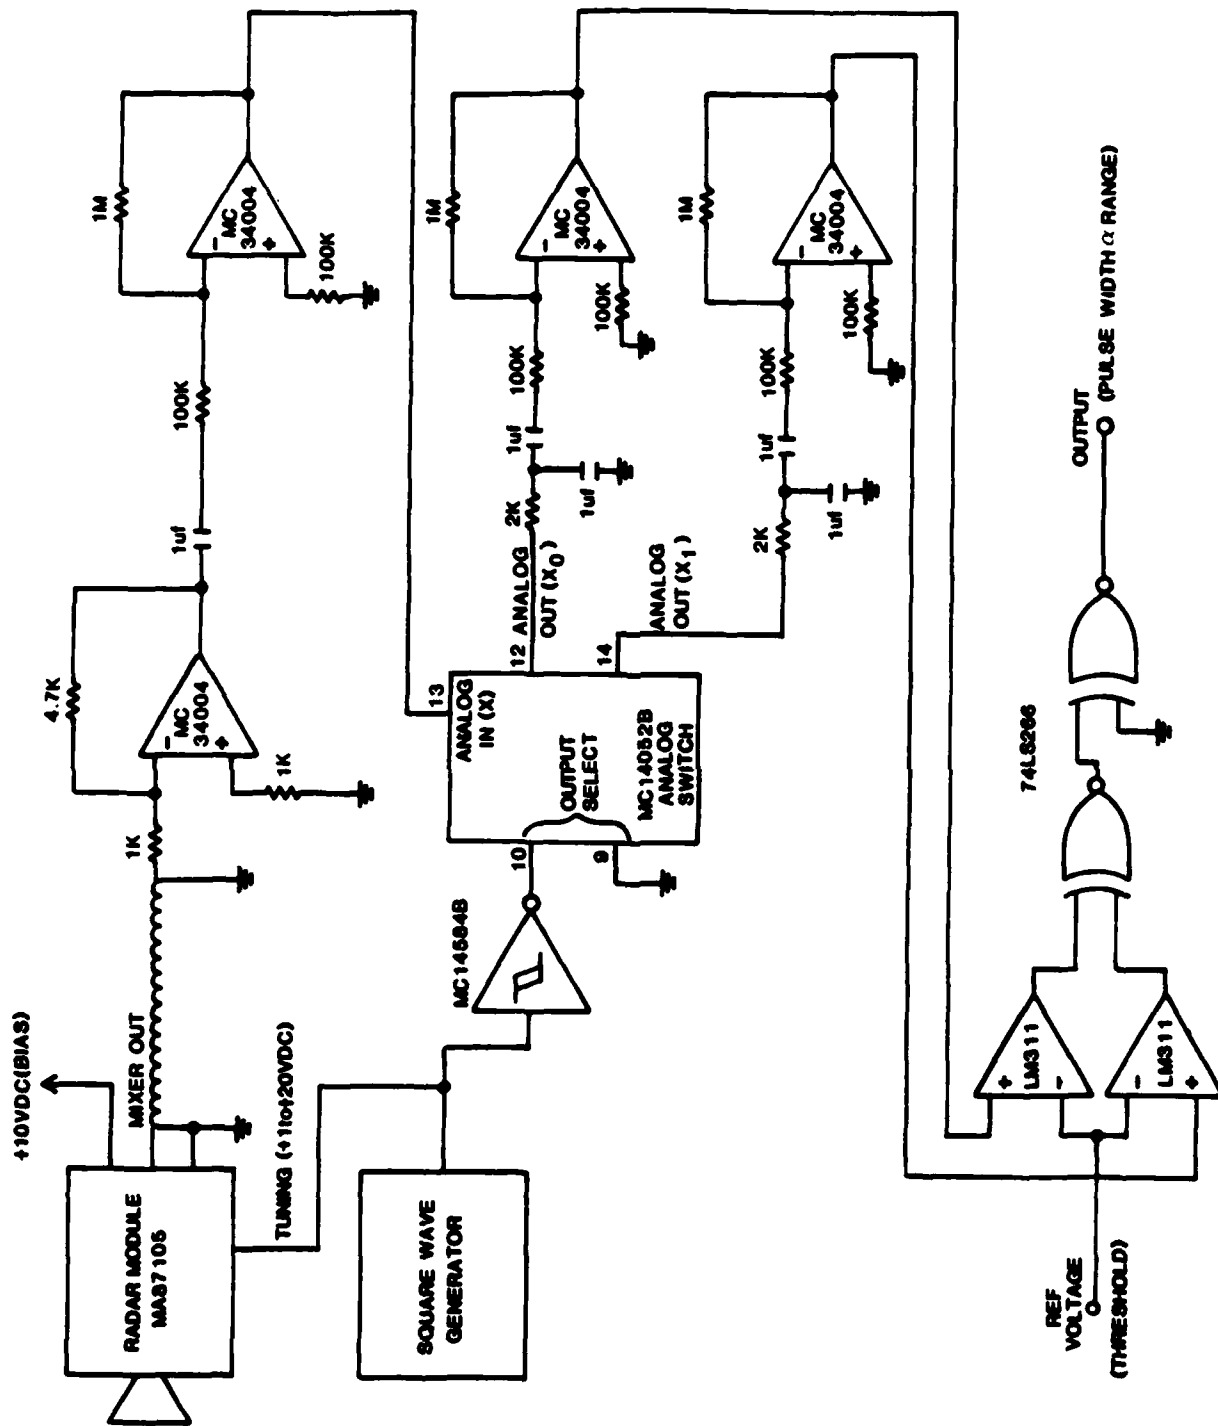 +10VDC(BIAS)
RADAR MODULE
MA87105
MIXER OUT
TUNING (+1to+20VDC)
SQUARE WAVE
GENERATOR
MC14584B
1K
4.7K
-
MC
34004
+
1K
1uf
100K
1M
-
MC
34004
+
100K
13
ANALOG
IN (X)
10
9
OUTPUT
SELECT
MC14052B
ANALOG
SWITCH
12
ANALOG
OUT (X0)
14
ANALOG
OUT (X1)
2K
1uf
1uf
100K
1M
-
MC
34004
+
100K
2K
1uf
1uf
100K
1M
-
MC
34004
+
100K
REF
VOLTAGE
(THRESHOLD)
+
LM311
-
-
LM311
+
74LS266
OUTPUT
(PULSE WIDTH α RANGE)